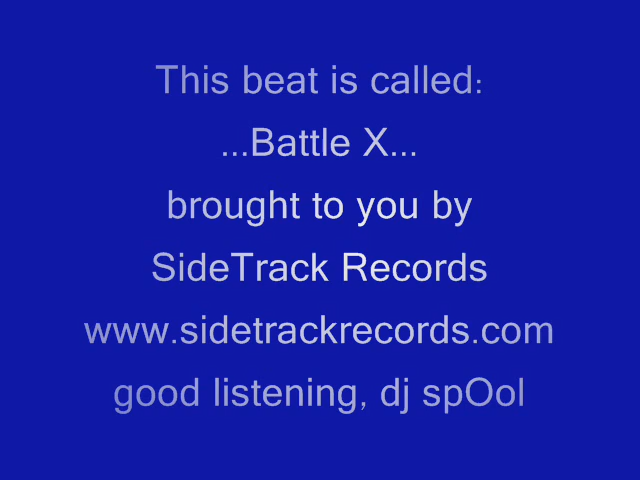 This beat is called:
...Battle X...
brought to you by
SideTrack Records
www.sidetrackrecords.com
good listening, dj spOol